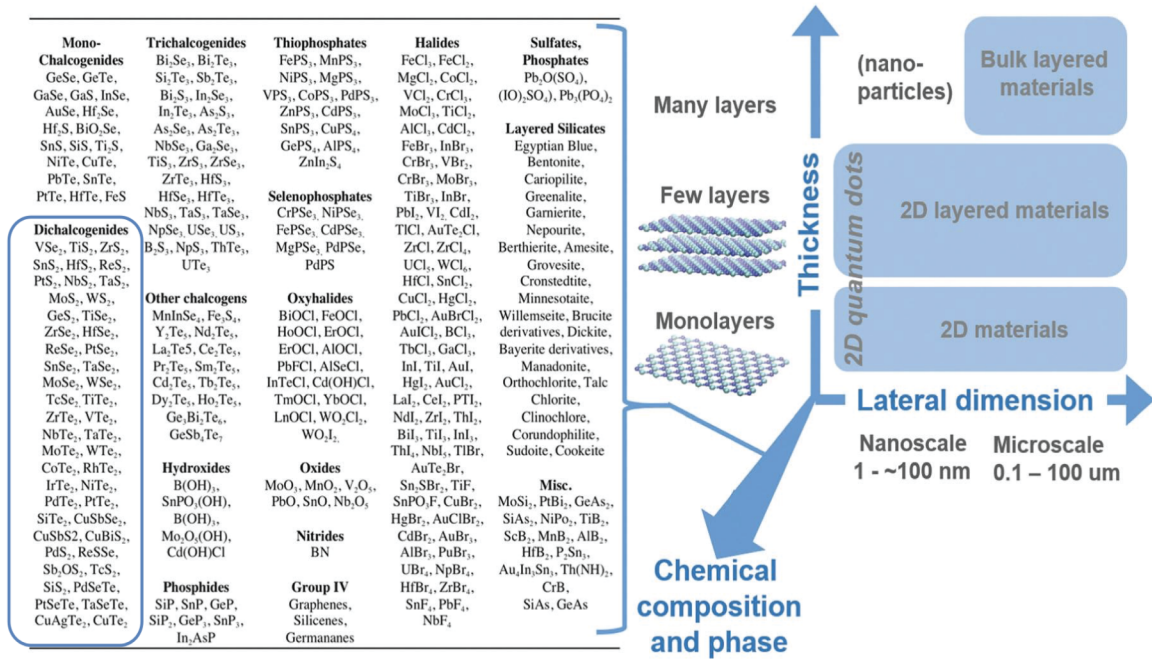 Mono-
Chalcogenides
GeSe, GeTe,
GaSe, GaS, InSe,
AuSe, Hf₂Se,
Hf₂S, BiO₂Se,
SnS, SiS, Ti₂S,
NiTe, CuTe,
PbTe, SnTe,
PtTe, HfTe, FeS
Dichalcogenides
VSe₂, TiS₂, ZrS₂,
SnS₂, HfS₂, ReS₂,
PtS₂, NbS₂, TaS₂,
MoS₂, WS₂,
GeS₂, TiSe₂,
ZrSe₂, HfSe₂,
ReSe₂, PtSe₂,
SnSe₂, TaSe₂,
MoSe₂, WSe₂,
TcSe₂, TiTe₂,
ZrTe₂, VTe₂,
NbTe₂, TaTe₂,
MoTe₂, WTe₂,
CoTe₂, RhTe₂,
IrTe₂, NiTe₂,
PdTe₂, PtTe₂,
SiTe₂, CuSbSe₂,
CuSbS2, CuBiS₂,
PdS₂, ReSSe,
Sb₂OS₂, TcS₂,
SiS₂, PdSeTe,
PtSeTe, TaSeTe,
CuAgTe₂, CuTe₂
Trichalcogenides
Bi₂Se₃, Bi₂Te₃,
Si₂Te₃, Sb₂Te₃,
Bi₂S₃, In₂Se₃,
In₂Te₃, As₂S₃,
As₂Se₃, As₂Te₃,
NbSe₃, Ga₂Se₃,
TiS₃, ZrS₃, ZrSe₃,
ZrTe₃, HfS₃,
HfSe₃, HfTe₃,
NbS₃, TaS₃, TaSe₃,
NpSe₃, USe₃, US₃,
B₂S₃, NpS₃, ThTe₃,
UTe₃
Other chalcogens
MnInSe₄, Fe₃S₄,
Y₂Te₅, Nd₂Te₅,
La₂Te5, Ce₂Te₅,
Pr₂Te₅, Sm₂Te₅,
Cd₂Te₅, Tb₂Te₅,
Dy₂Te₅, Ho₂Te₅,
Ge₃Bi₂Te₆,
GeSb₄Te₇
Hydroxides
B(OH)₃,
SnPO₃(OH),
B(OH)₃,
Mo₂O₅(OH),
Cd(OH)Cl
Phosphides
SiP, SnP, GeP,
SiP₂, GeP₃, SnP₃,
In₂AsP
Thiophosphates
FePS₃, MnPS₃,
NiPS₃, MgPS₃,
VPS₃, CoPS₃, PdPS₃,
ZnPS₃, CdPS₃,
SnPS₃, CuPS₄,
GePS₄, AlPS₄,
ZnIn₂S₄
Selenophosphates
CrPSe₃, NiPSe₃,
FePSe₃, CdPSe₃,
MgPSe₃, PdPSe,
PdPS
Oxyhalides
BiOCl, FeOCl,
HoOCl, ErOCl,
ErOCl, AlOCl,
PbFCl, AlSeCl,
InTeCl, Cd(OH)Cl,
TmOCl, YbOCl,
LnOCl, WO₂Cl₂,
WO₂I₂.
Oxides
MoO₃, MnO₂, V₂O₅,
PbO, SnO, Nb₂O₅
Nitrides
BN
Group IV
Graphenes,
Silicenes,
Germananes
Halides
FeCl₃, FeCl₂,
MgCl₂, CoCl₂,
VCl₂, CrCl₃,
MoCl₃, TiCl₂,
AlCl₃, CdCl₂,
FeBr₃, InBr₃,
CrBr₃, VBr₂,
CrBr₃, MoBr₃,
TiBr₃, InBr,
PbI₂, VI₂, CdI₂,
TlCl, AuTe₂Cl,
ZrCl, ZrCl₄,
UCl₅, WCl₆,
HfCl, SnCl₂,
CuCl₂, HgCl₂,
PbCl₂, AuBrCl₂,
AuICl₂, BCl₃,
TbCl₃, GaCl₃,
InI, TiI, AuI,
HgI₂, AuCl₂,
LaI₂, CeI₂, PTI₂,
NdI₂, ZrI₂, ThI₂,
BiI₃, TiI₃, InI₃,
ThI₄, NbI₅, TlBr,
AuTe₂Br,
Sn₂SBr₂, TiF,
SnPO₃F, CuBr₂,
HgBr₂, AuClBr₂,
CdBr₂, AuBr₃,
AlBr₃, PuBr₃,
UBr₄, NpBr₄,
HfBr₄, ZrBr₄,
SnF₄, PbF₄,
NbF₄
Sulfates,
Phosphates
Pb₂O(SO₄),
(IO)₂SO₄), Pb₃(PO₄)₂
Layered Silicates
Egyptian Blue,
Bentonite,
Cariopilite,
Greenalite,
Garnierite,
Nepourite,
Berthierite, Amesite,
Grovesite,
Cronstedtite,
Minnesotaite,
Willemseite, Brucite
derivatives, Dickite,
Bayerite derivatives,
Manadonite,
Orthochlorite, Talc
Chlorite,
Clinochlore,
Corundophilite,
Sudoite, Cookeite
Misc.
MoSi₂, PtBi₂, GeAs₂,
SiAs₂, NiPo₂, TiB₂,
ScB₂, MnB₂, AlB₂,
HfB₂, P₂Sn₃,
Au₄In₃Sn₃, Th(NH)₂,
CrB,
SiAs, GeAs
Many layers
Few layers
Monolayers
Thickness
(nano-
particles)
Bulk layered
materials
2D layered materials
2D quantum dots
2D materials
Lateral dimension
Nanoscale
1 - ~100 nm
Microscale
0.1 – 100 um
Chemical
composition
and phase